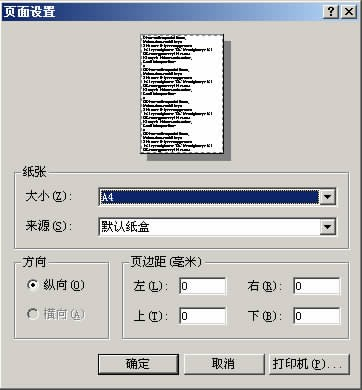 页面设置
纸张
大小(Z):
A4
来源(S):
默认纸盒
方向
纵向(O)
横向(A)
页边距(毫米)
左(L): 0 右(R): 0
上(T): 0 下(B): 0
确定 取消 打印机(P)...